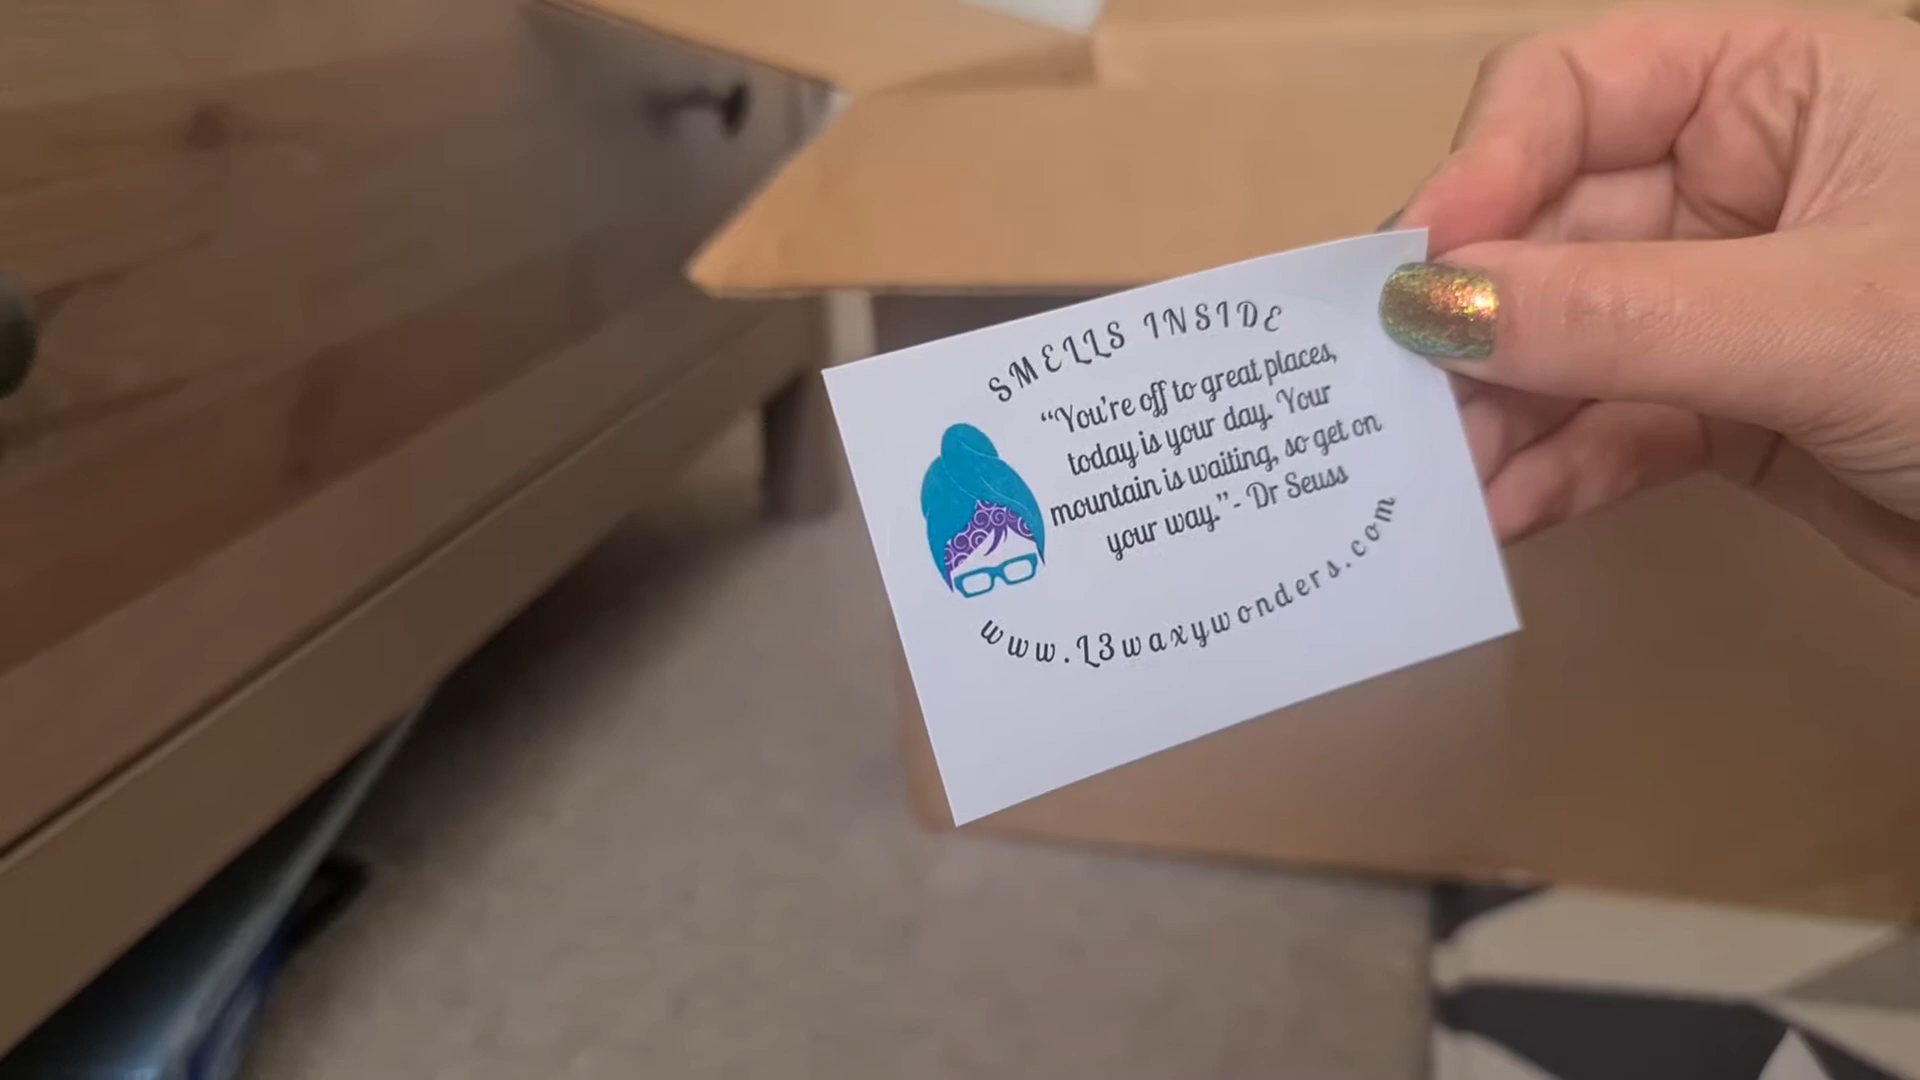 SMELLS INSIDE
“You're off to great places,
today is your day. Your
mountain is waiting, so get on
your way.”- Dr Seuss
www.L3waxywonders.com